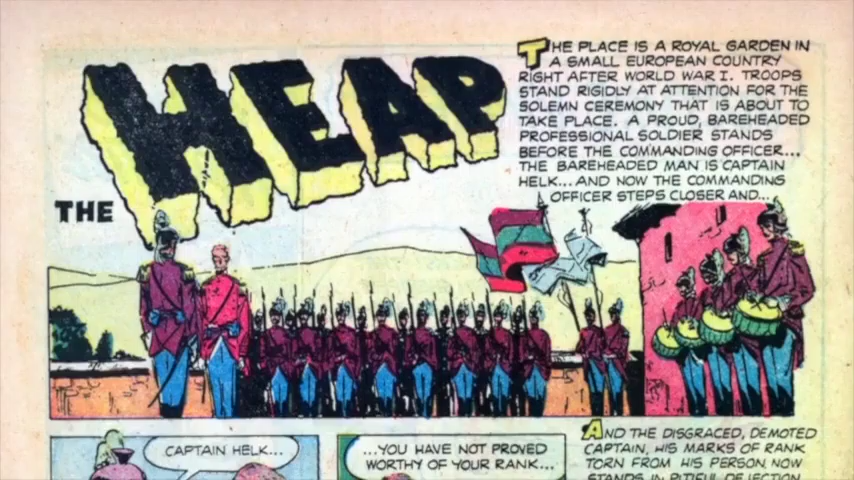 THE HEAP
THE PLACE IS A ROYAL GARDEN IN
A SMALL EUROPEAN COUNTRY
RIGHT AFTER WORLD WAR I. TROOPS
STAND RIGIDLY AT ATTENTION FOR THE
SOLEMN CEREMONY THAT IS ABOUT TO
TAKE PLACE. A PROUD, BAREHEADED
PROFESSIONAL SOLDIER STANDS
BEFORE THE COMMANDING OFFICER...
THE BAREHEADED MAN IS CAPTAIN
HELK...AND NOW THE COMMANDING
OFFICER STEPS CLOSER AND...
CAPTAIN HELK...
...YOU HAVE NOT PROVED
WORTHY OF YOUR RANK...
AND THE DISGRACED, DEMOTED
CAPTAIN, HIS MARKS OF RANK
TORN FROM HIS PERSON, NOW
STANDS IN PITIFUL DEJECTION